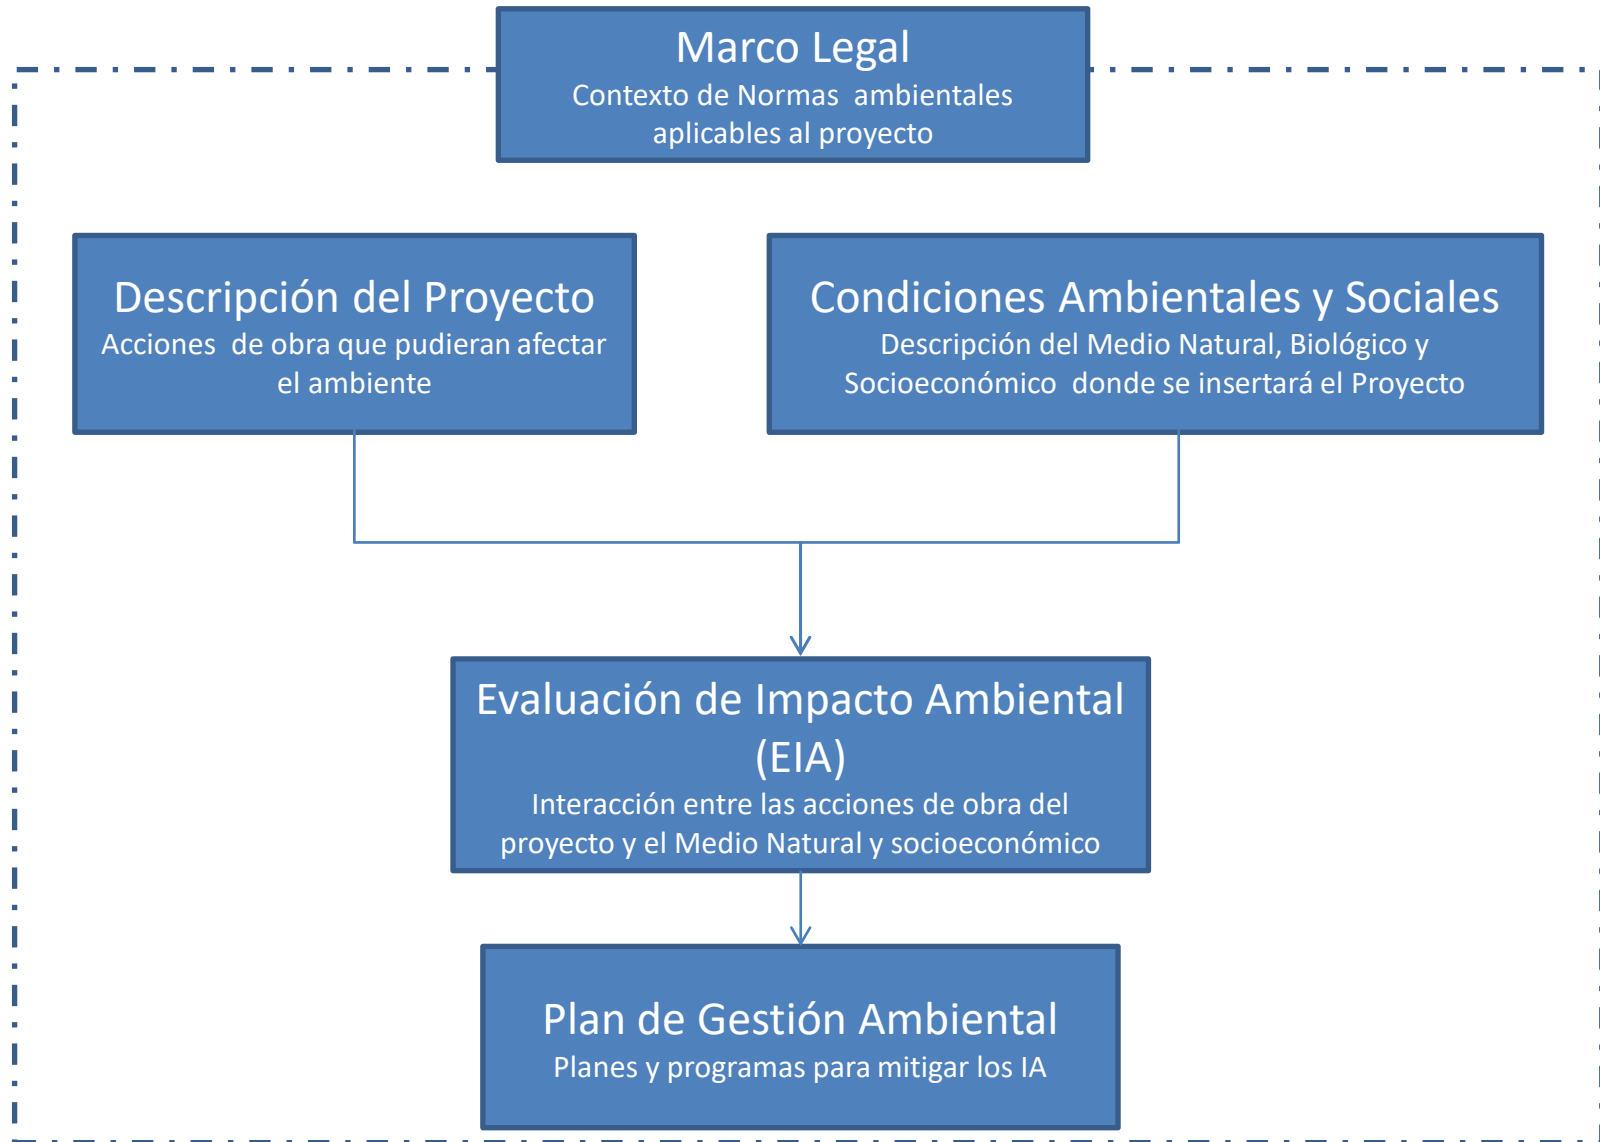 Marco Legal
Contexto de Normas ambientales
aplicables al proyecto
Descripción del Proyecto
Acciones de obra que pudieran afectar
el ambiente
Condiciones Ambientales y Sociales
Descripción del Medio Natural, Biológico y
Socioeconómico donde se insertará el Proyecto
Evaluación de Impacto Ambiental
(EIA)
Interacción entre las acciones de obra del
proyecto y el Medio Natural y socioeconómico
Plan de Gestión Ambiental
Planes y programas para mitigar los IA